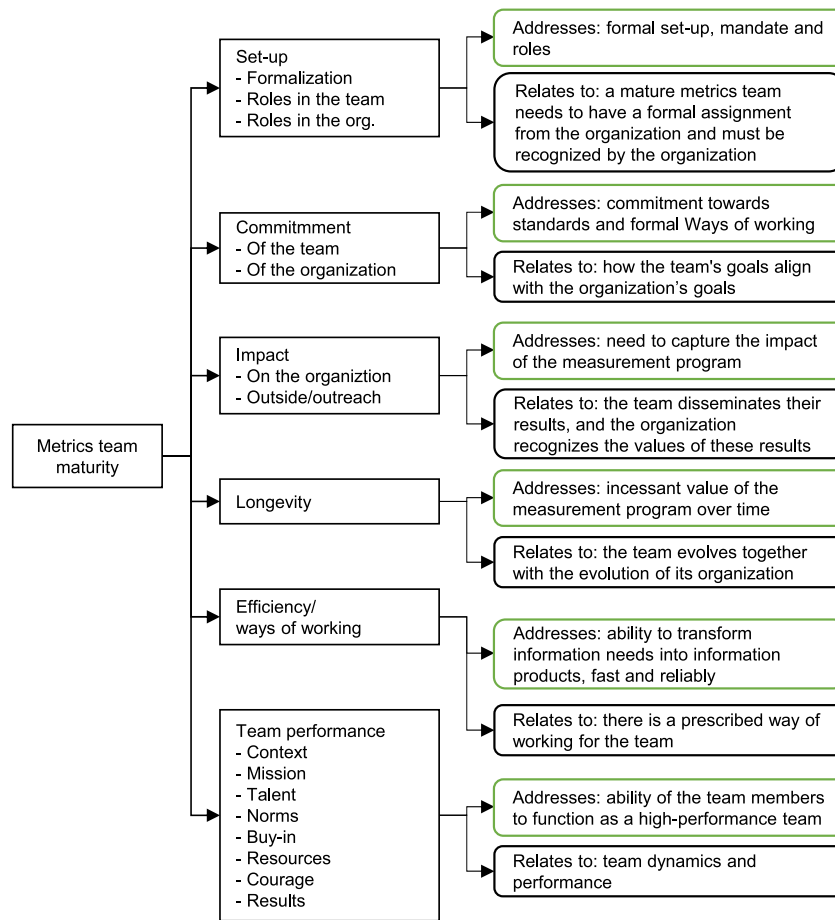 Metrics team
maturity
Set-up
- Formalization
- Roles in the team
- Roles in the org.
Addresses: formal set-up, mandate and
roles
Relates to: a mature metrics team
needs to have a formal assignment
from the organization and must be
recognized by the organization
Commitmment
- Of the team
- Of the organization
Addresses: commitment towards
standards and formal Ways of working
Relates to: how the team's goals align
with the organization’s goals
Impact
- On the organiztion
- Outside/outreach
Addresses: need to capture the impact
of the measurement program
Relates to: the team disseminates their
results, and the organization
recognizes the values of these results
Longevity
Addresses: incessant value of the
measurement program over time
Relates to: the team evolves together
with the evolution of its organization
Efficiency/
ways of working
Addresses: ability to transform
information needs into information
products, fast and reliably
Relates to: there is a prescribed way of
working for the team
Team performance
- Context
- Mission
- Talent
- Norms
- Buy-in
- Resources
- Courage
- Results
Addresses: ability of the team members
to function as a high-performance team
Relates to: team dynamics and
performance